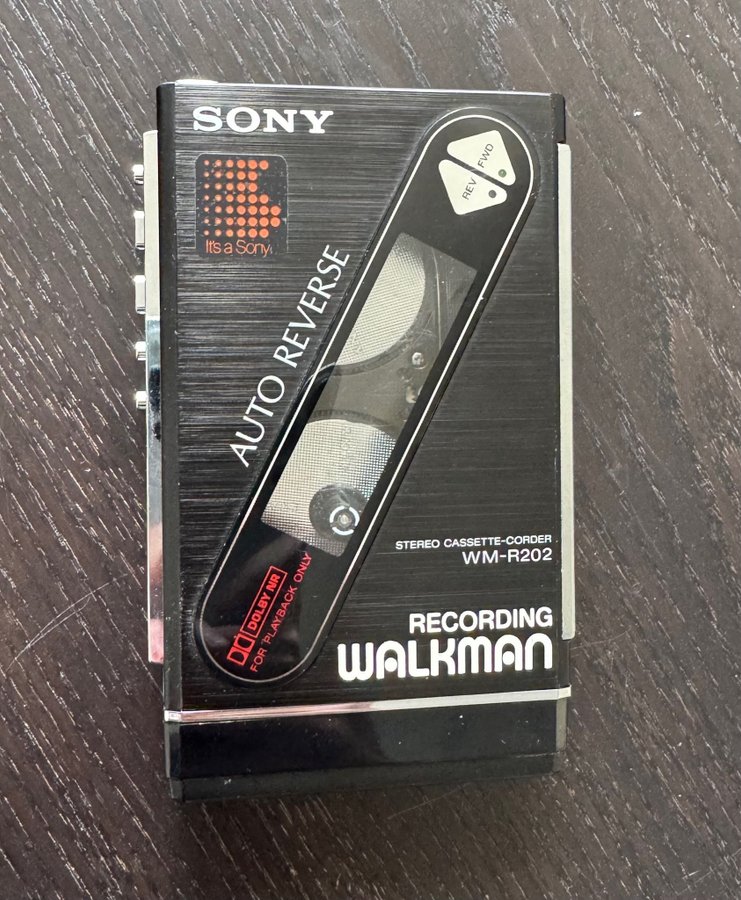 SONY
It's a Sony
REV FWD
AUTO REVERSE
STEREO CASSETTE-CORDER
WM-R202
DOLBY NR
FOR PLAYBACK ONLY
RECORDING
WALKMAN